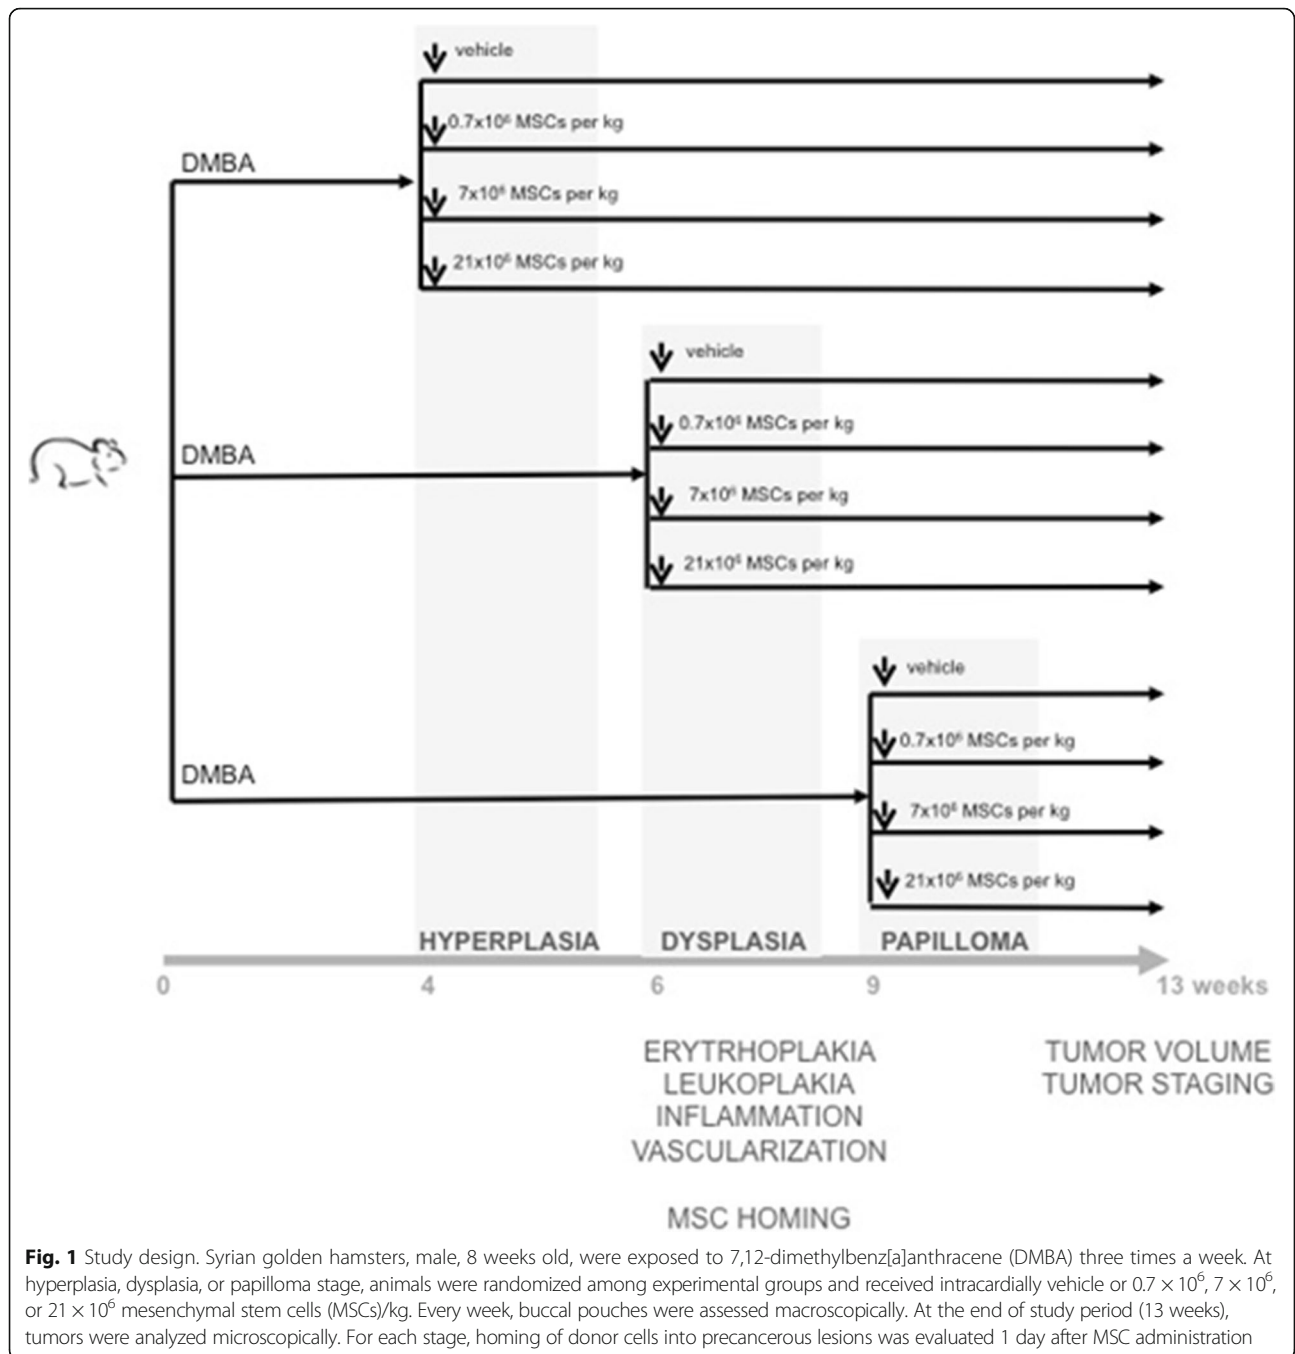 vehicle
0.7x10⁶ MSCs per kg
DMBA
7x10⁶ MSCs per kg
21x10⁶ MSCs per kg
vehicle
0.7x10⁶ MSCs per kg
DMBA
7x10⁶ MSCs per kg
21x10⁶ MSCs per kg
vehicle
0.7x10⁶ MSCs per kg
DMBA
7x10⁶ MSCs per kg
21x10⁶ MSCs per kg
HYPERPLASIA DYSPLASIA PAPILLOMA
0 4 6 9 13 weeks
ERYTRHOPLAKIA TUMOR VOLUME
LEUKOPLAKIA TUMOR STAGING
INFLAMMATION
VASCULARIZATION
MSC HOMING
Fig. 1 Study design. Syrian golden hamsters, male, 8 weeks old, were exposed to 7,12-dimethylbenz[a]anthracene (DMBA) three times a week. At
hyperplasia, dysplasia, or papilloma stage, animals were randomized among experimental groups and received intracardially vehicle or 0.7 × 10⁶, 7 × 10⁶,
or 21 × 10⁶ mesenchymal stem cells (MSCs)/kg. Every week, buccal pouches were assessed macroscopically. At the end of study period (13 weeks),
tumors were analyzed microscopically. For each stage, homing of donor cells into precancerous lesions was evaluated 1 day after MSC administration